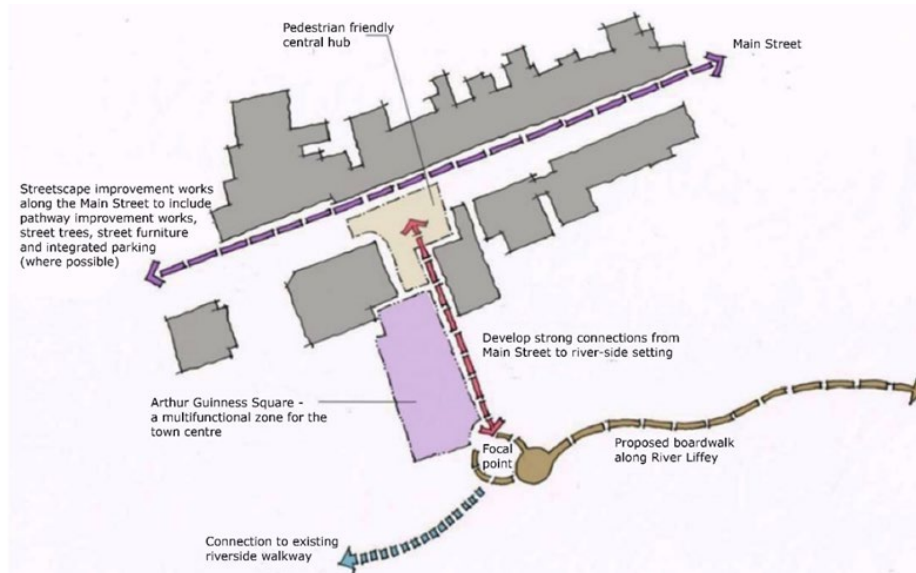 Pedestrian friendly
central hub
Main Street
Streetscape improvement works
along the Main Street to include
pathway improvement works,
street trees, street furniture
and integrated parking
(where possible)
Develop strong connections from
Main Street to river-side setting
Arthur Guinness Square -
a multifunctional zone for the
town centre
Focal
point
Proposed boardwalk
along River Liffey
Connection to existing
riverside walkway